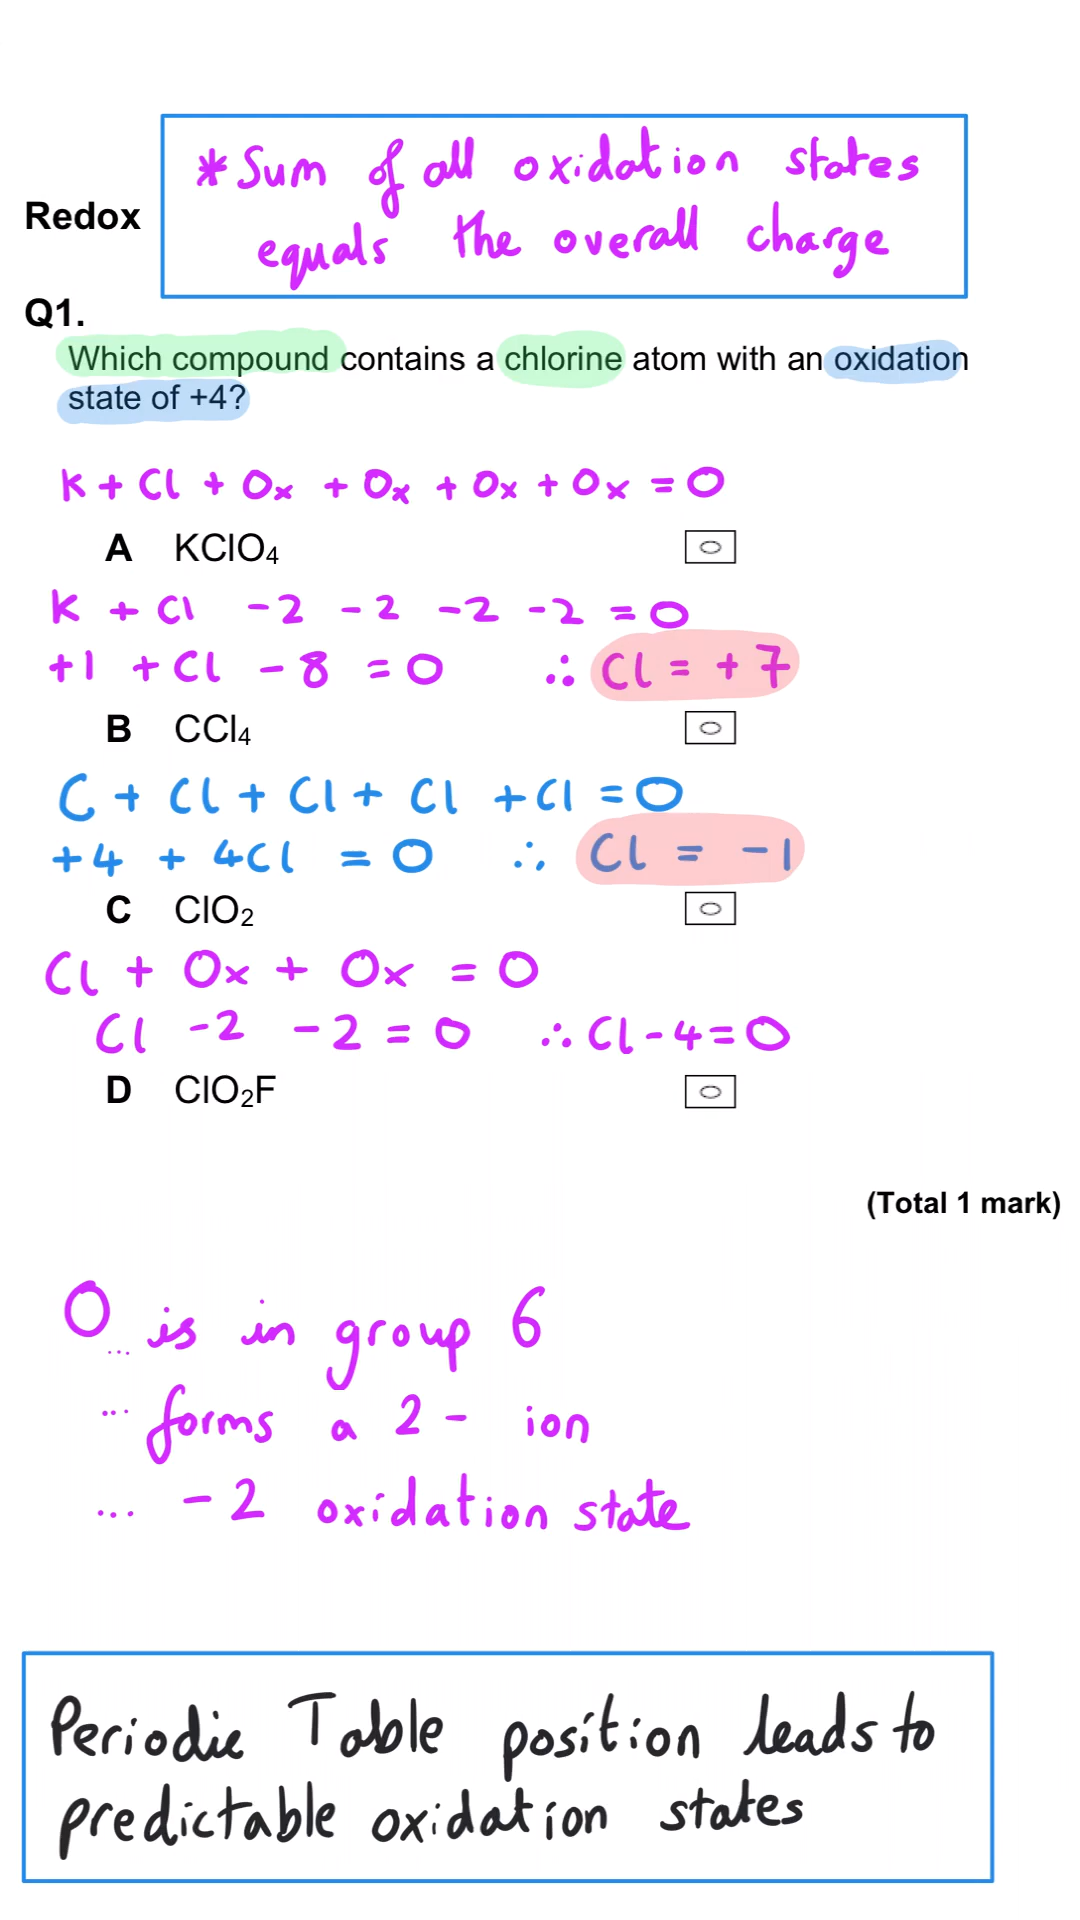 *Sum of all oxidation states
equals the overall charge
Redox
Q1.
Which compound contains a chlorine atom with an oxidation
state of +4?
K + Cl + Ox + Ox + Ox + Ox = 0
A KClO4
K + Cl -2 -2 -2 -2 = 0
+1 + Cl - 8 = 0 ∴ Cl = +7
B CCl4
C + Cl + Cl + Cl + Cl = 0
+4 + 4Cl = 0 ∴ Cl = -1
C ClO2
Cl + Ox + Ox = 0
Cl -2 -2 = 0 ∴ Cl - 4 = 0
D ClO2F
(Total 1 mark)
O ... is in group 6
... forms a 2- ion
... -2 oxidation state
Periodic Table position leads to
predictable oxidation states